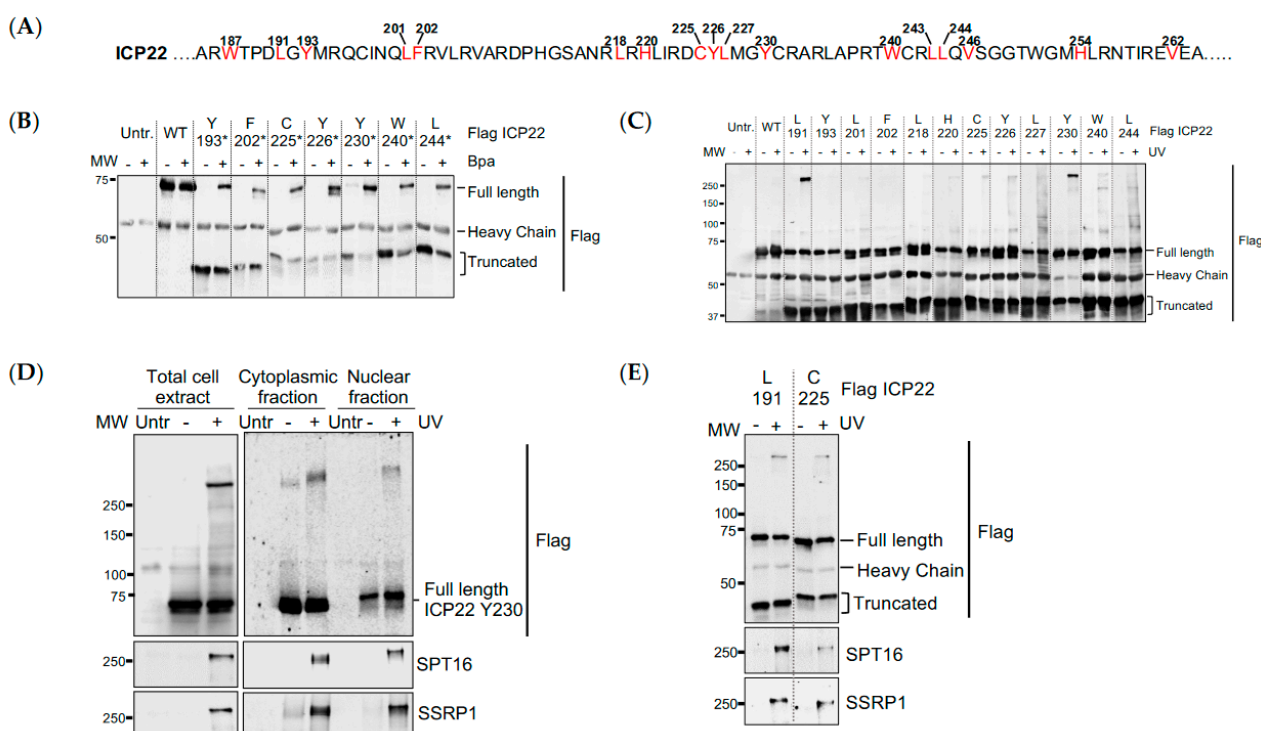 (A)
201 202 225 226 227 243 244
187 191 193 218 220 230 240 246 254 262
ICP22 ....ARWTPDLGYMRQCINQLFRVLRVARDPHGSANRLRHLIRDCYLMGYCRARLAPRTWCRLLQVSGGTWGMHLRNTIREVEA.....
(B)
Y F C Y Y W L
Untr. WT 193* 202* 225* 226* 230* 240* 244* Flag ICP22
MW - + - + - + - + - + - + - + - + - + Bpa
75
Full length
Heavy Chain
50
Truncated
Flag
(C)
L Y L F L H C Y L Y W L
Untr. WT 191 193 201 202 218 220 225 226 227 230 240 244 Flag ICP22
MW - + - + - + - + - + - + - + - + - + - + - + - + - + - + UV
250
150
100
75
Full length
Heavy Chain
50
Truncated
37
Flag
(D)
Total cell extract
Cytoplasmic fraction
Nuclear fraction
MW Untr - + Untr - + Untr - + UV
250
150
100
75
Full length
ICP22 Y230
Flag
250
SPT16
250
SSRP1
(E)
L C
191 225 Flag ICP22
MW - + - + UV
250
150
100
75
Full length
Heavy Chain
50
Truncated
Flag
250
SPT16
250
SSRP1